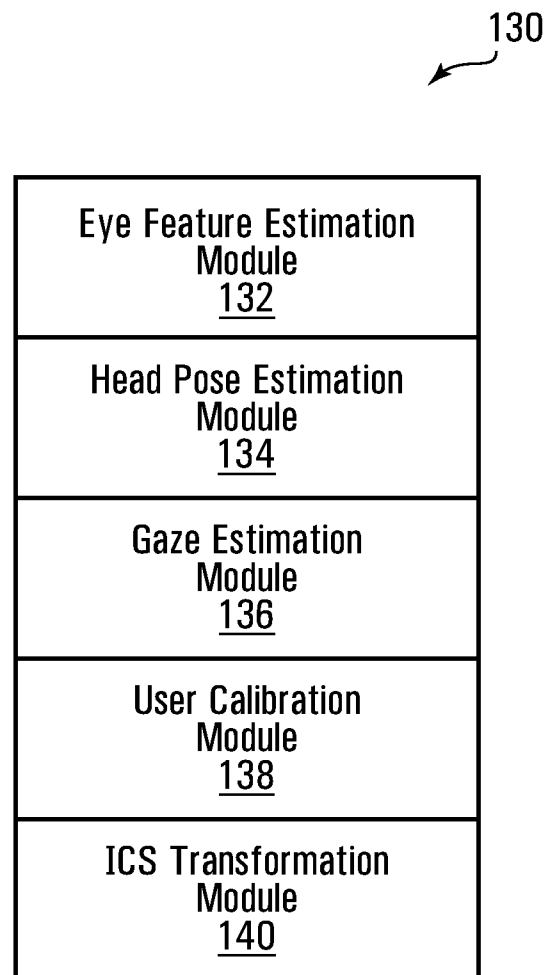 130
Eye Feature Estimation
Module
132
Head Pose Estimation
Module
134
Gaze Estimation
Module
136
User Calibration
Module
138
ICS Transformation
Module
140